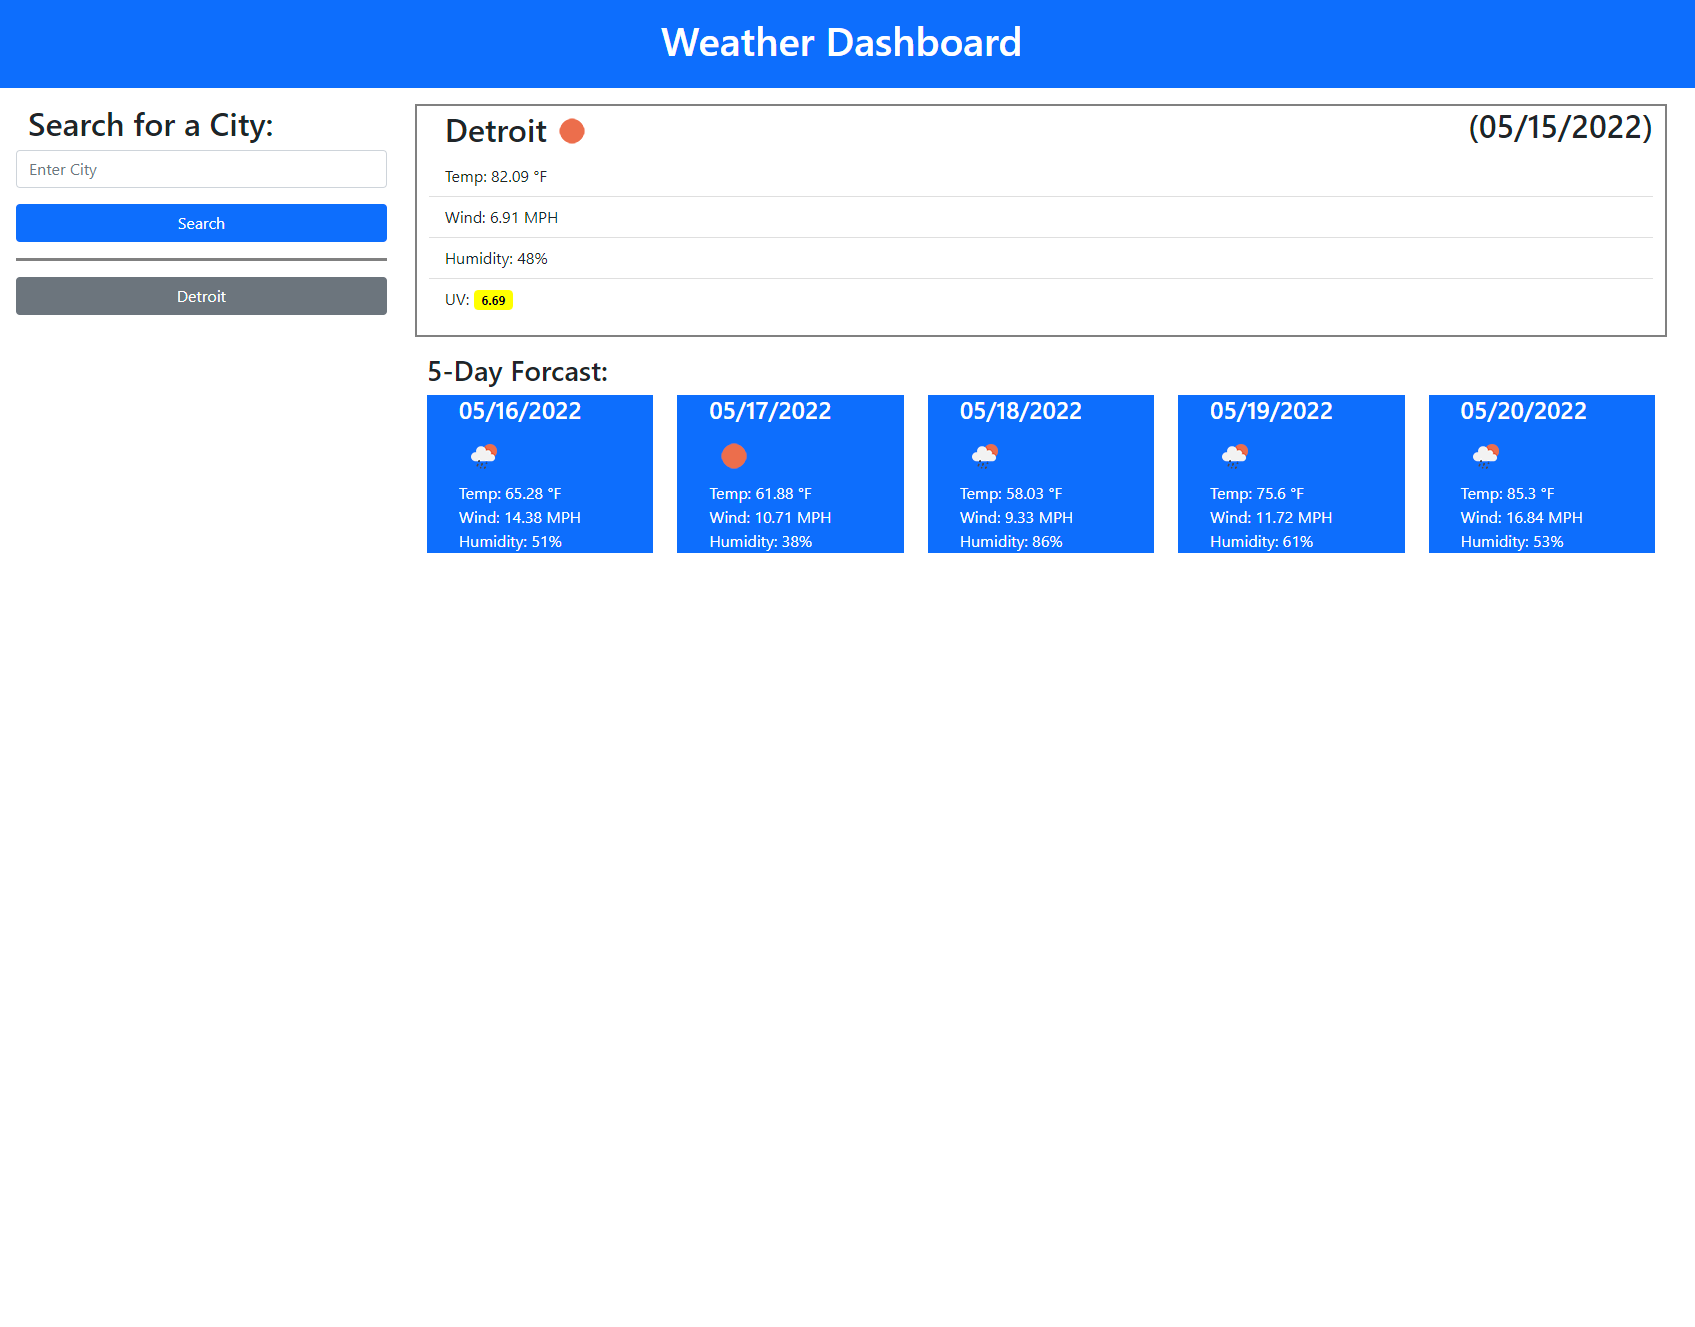 Weather Dashboard
Search for a City:
Enter City
Search
Detroit
Detroit
(05/15/2022)
Temp: 82.09 °F
Wind: 6.91 MPH
Humidity: 48%
UV: 6.69
5-Day Forcast:
05/16/2022
Temp: 65.28 °F
Wind: 14.38 MPH
Humidity: 51%
05/17/2022
Temp: 61.88 °F
Wind: 10.71 MPH
Humidity: 38%
05/18/2022
Temp: 58.03 °F
Wind: 9.33 MPH
Humidity: 86%
05/19/2022
Temp: 75.6 °F
Wind: 11.72 MPH
Humidity: 61%
05/20/2022
Temp: 85.3 °F
Wind: 16.84 MPH
Humidity: 53%